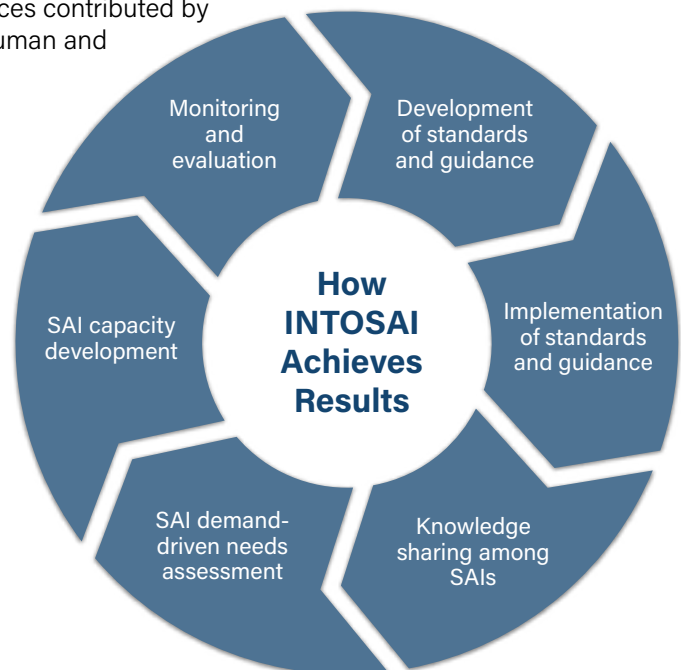 ces contributed by
uman and
How
INTOSAI
Achieves
Results
Development
of standards
and guidance
Implementation
of standards
and guidance
Knowledge
sharing among
SAIs
SAI demand-
driven needs
assessment
SAI capacity
development
Monitoring
and
evaluation